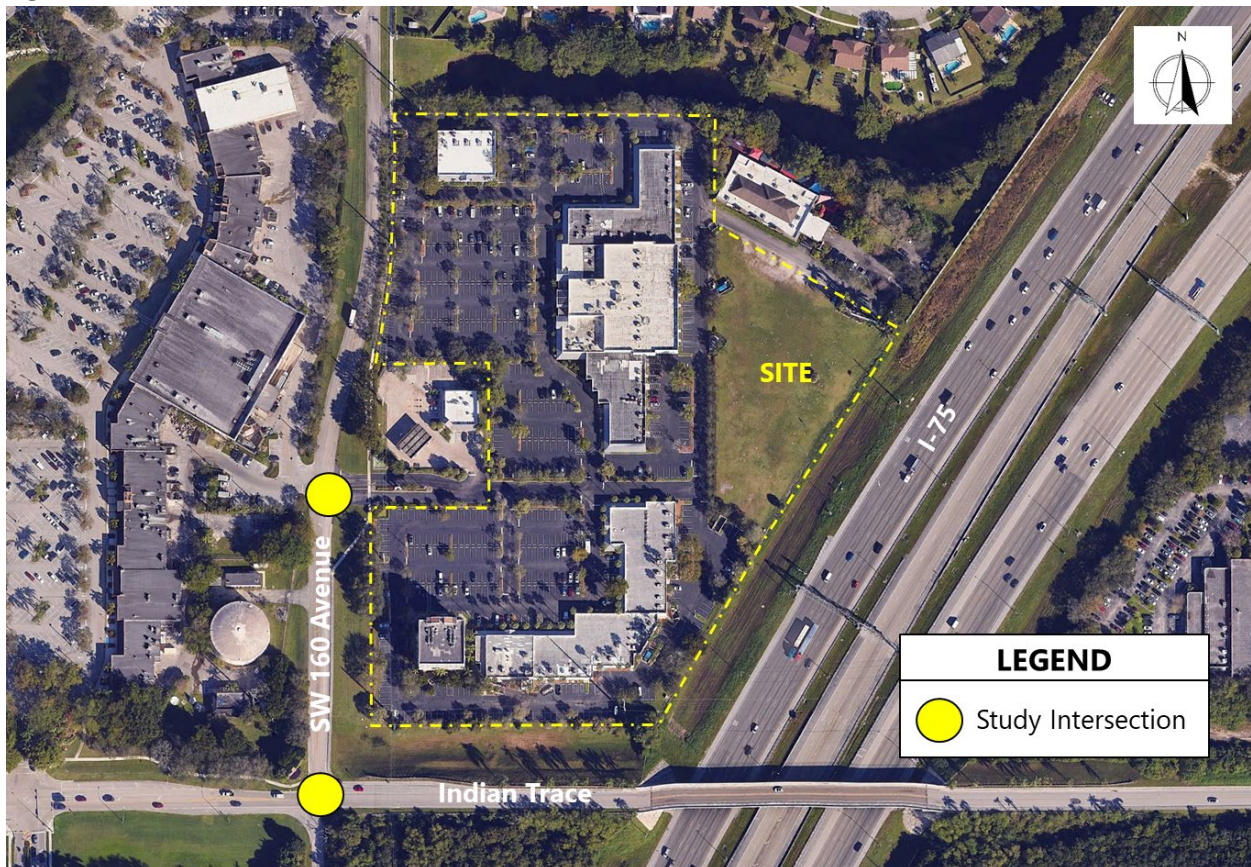 N
SITE
I-75
SW 160 Avenue
Indian Trace
LEGEND
Study Intersection